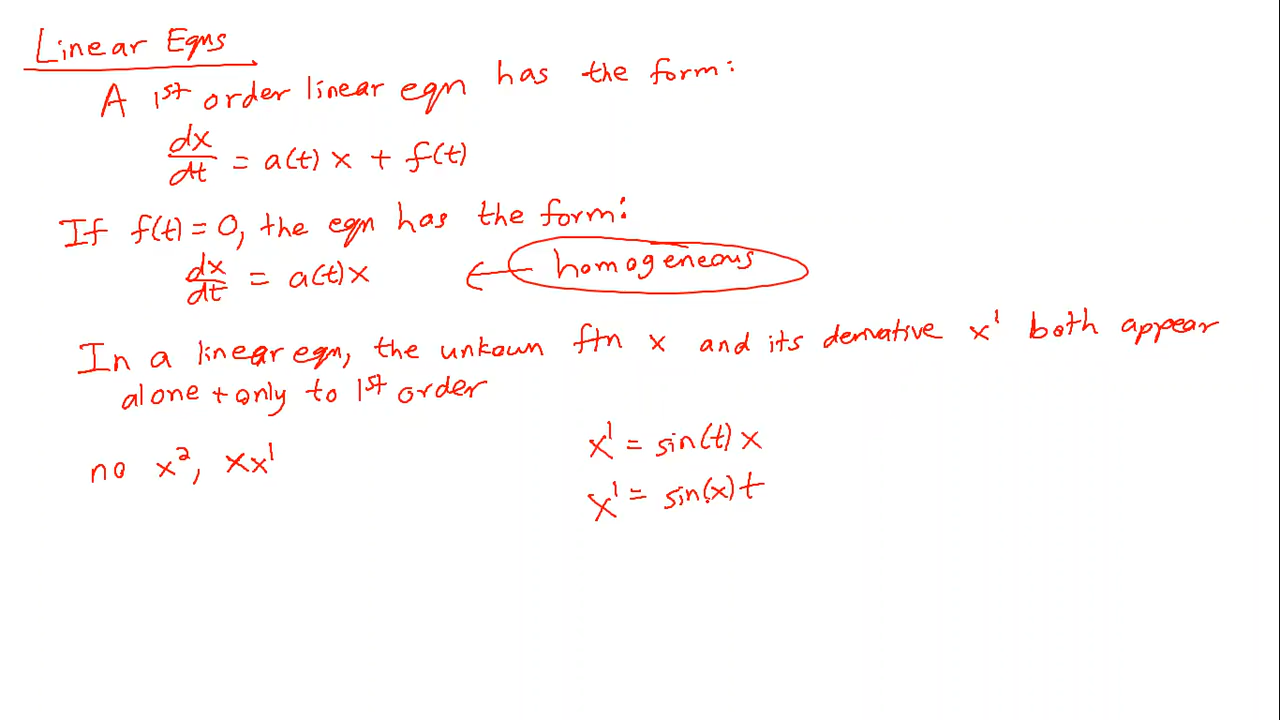 Linear Eqns
A 1st order linear eqn has the form:
dx/dt = a(t) x + f(t)
If f(t) = 0, the eqn has the form:
dx/dt = a(t)x ← homogeneous
In a linear eqn, the unkown ftn x and its derivative x' both appear
alone + only to 1st order
no x², xx'
x' = sin(t) x
x' = sin(x) t